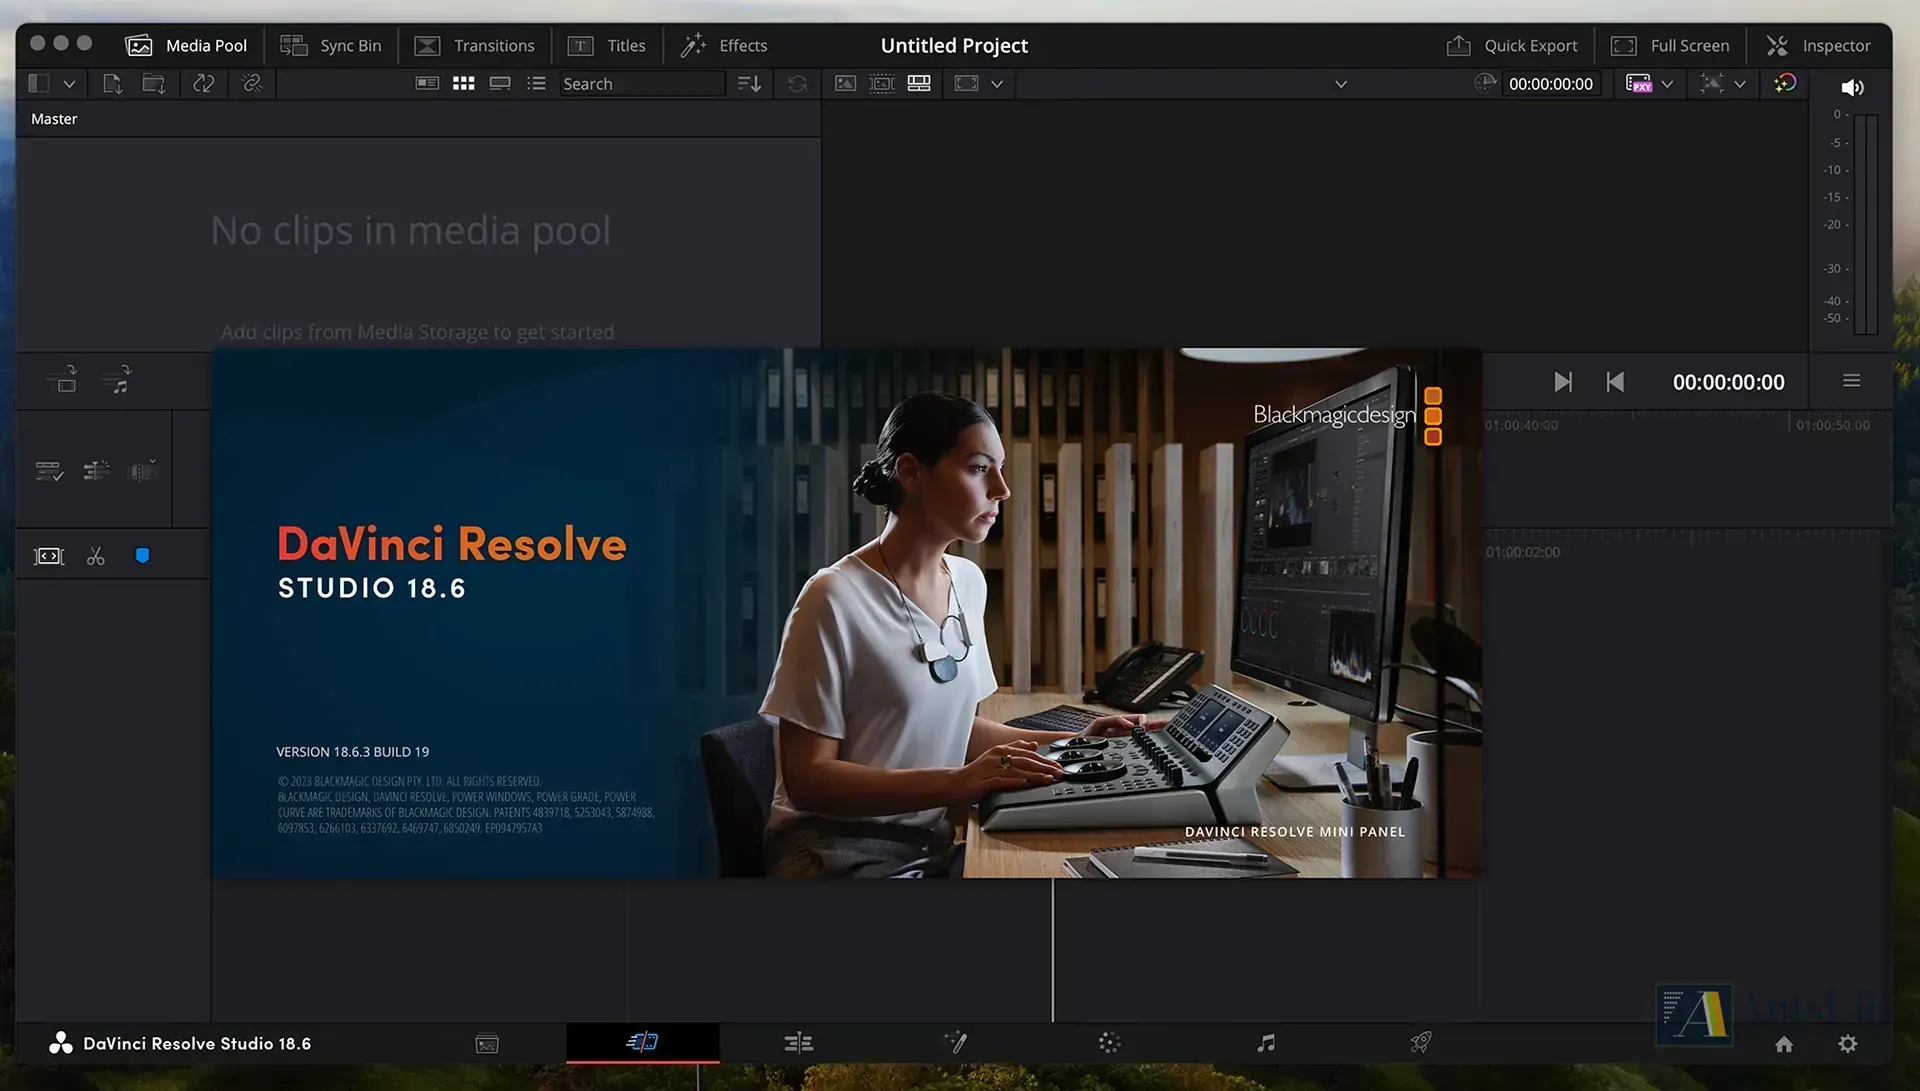 Media Pool
Sync Bin
Transitions
Titles
Effects
Untitled Project
Quick Export
Full Screen
Inspector
Search
00:00:00:00
PXY
Master
0
-5
-10
-15
-20
-30
-40
-50
No clips in media pool
Add clips from Media Storage to get started
00:00:00:00
01:00:40:00
01:00:50:00
01:00:02:00
Blackmagicdesign
DaVinci Resolve
STUDIO 18.6
VERSION 18.6.3 BUILD 19
© 2023 BLACKMAGIC DESIGN PTY. LTD. ALL RIGHTS RESERVED.
BLACKMAGIC DESIGN, DAVINCI RESOLVE, POWER WINDOWS, POWER GRADE, POWER
CURVE ARE TRADEMARKS OF BLACKMAGIC DESIGN. PATENTS 4839718, 5253043, 5874988,
6097853, 6266103, 6337692, 6469747, 6850249. EP0947957A3
DAVINCI RESOLVE MINI PANEL
DaVinci Resolve Studio 18.6